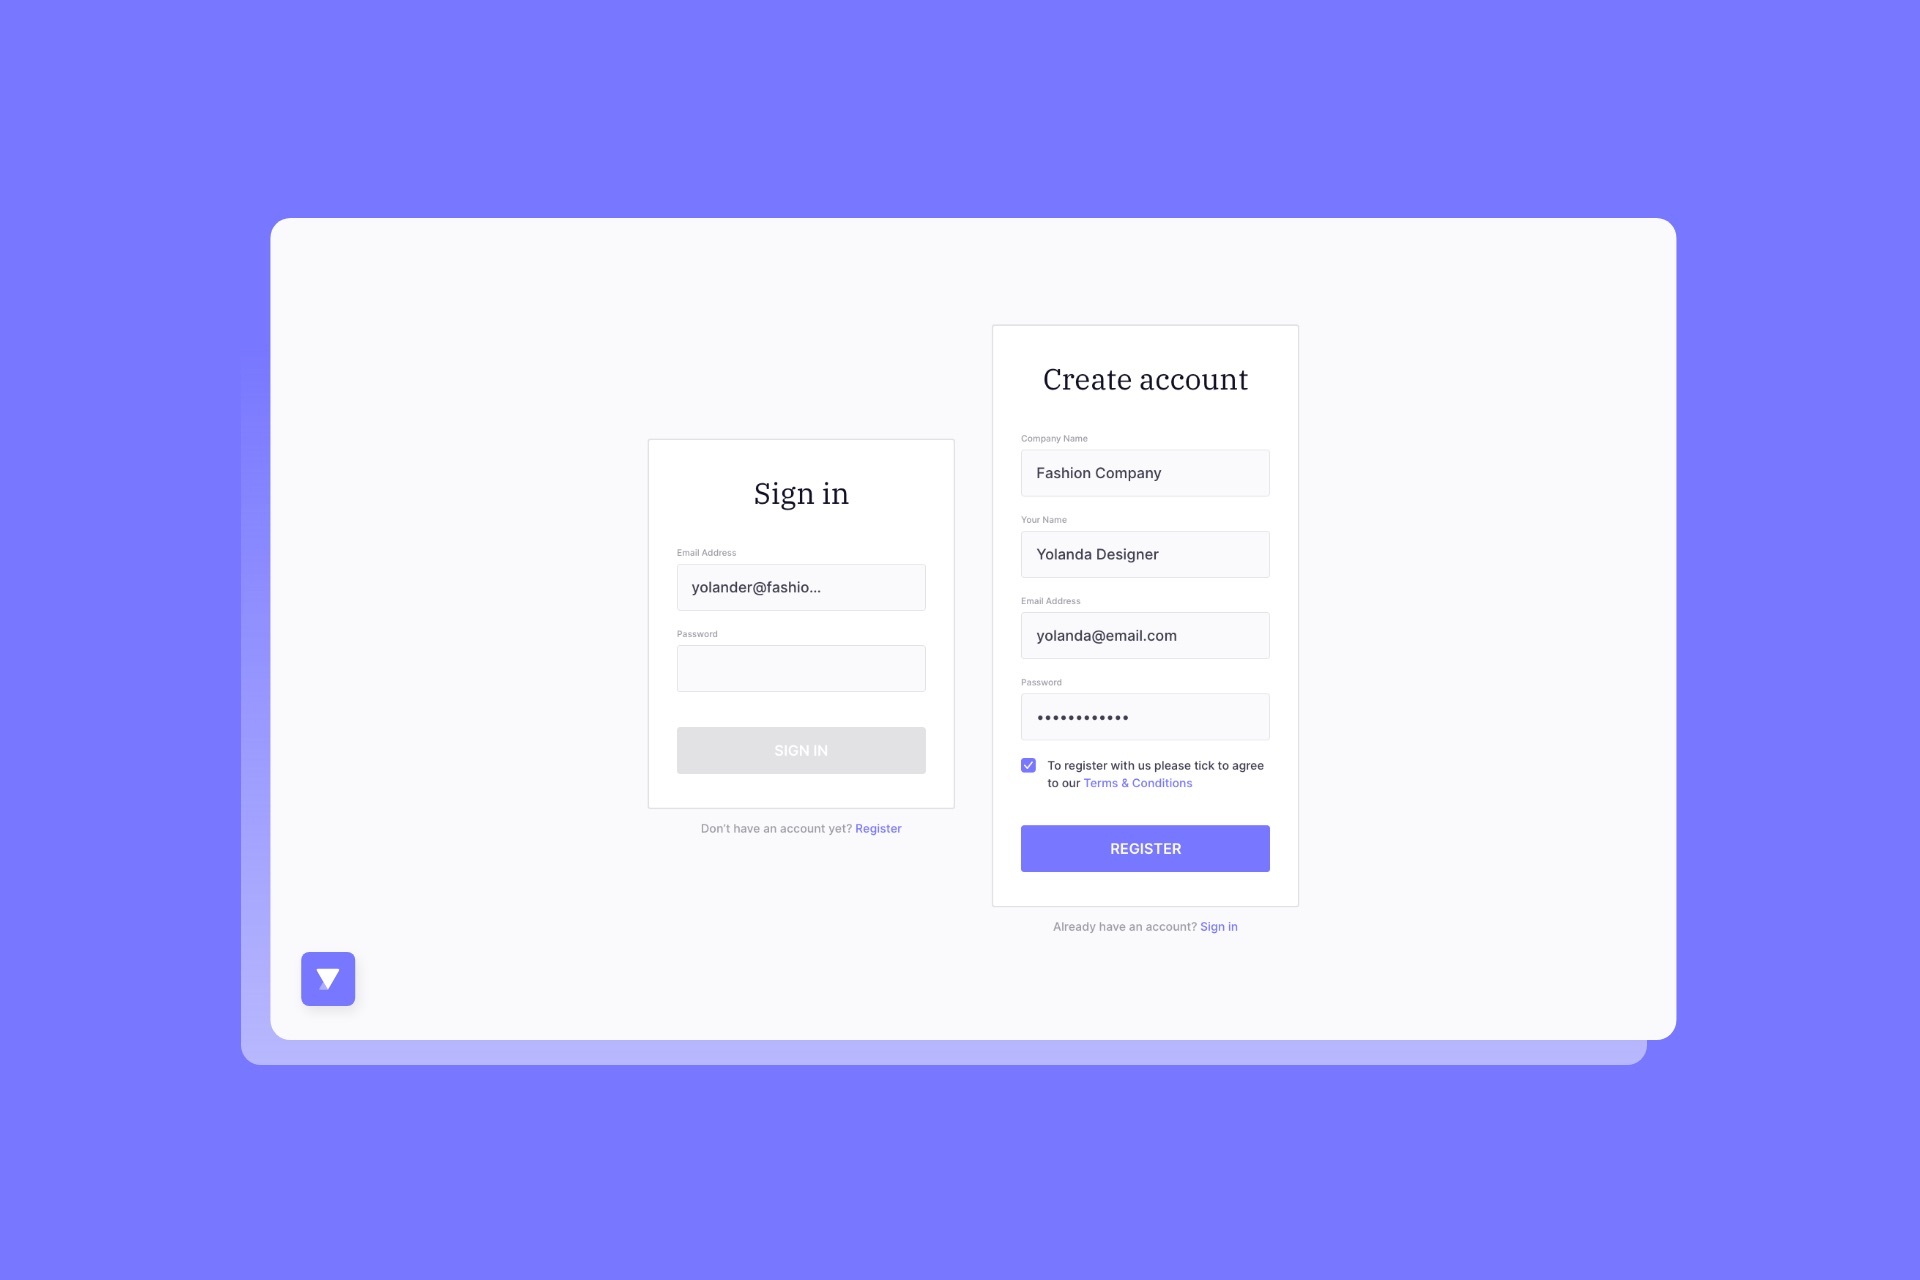 Sign in
Email Address
yolander@fashio...
Password
SIGN IN
Don't have an account yet? Register
Create account
Company Name
Fashion Company
Your Name
Yolanda Designer
Email Address
yolanda@email.com
Password
••••••••••••
To register with us please tick to agree
to our Terms & Conditions
REGISTER
Already have an account? Sign in